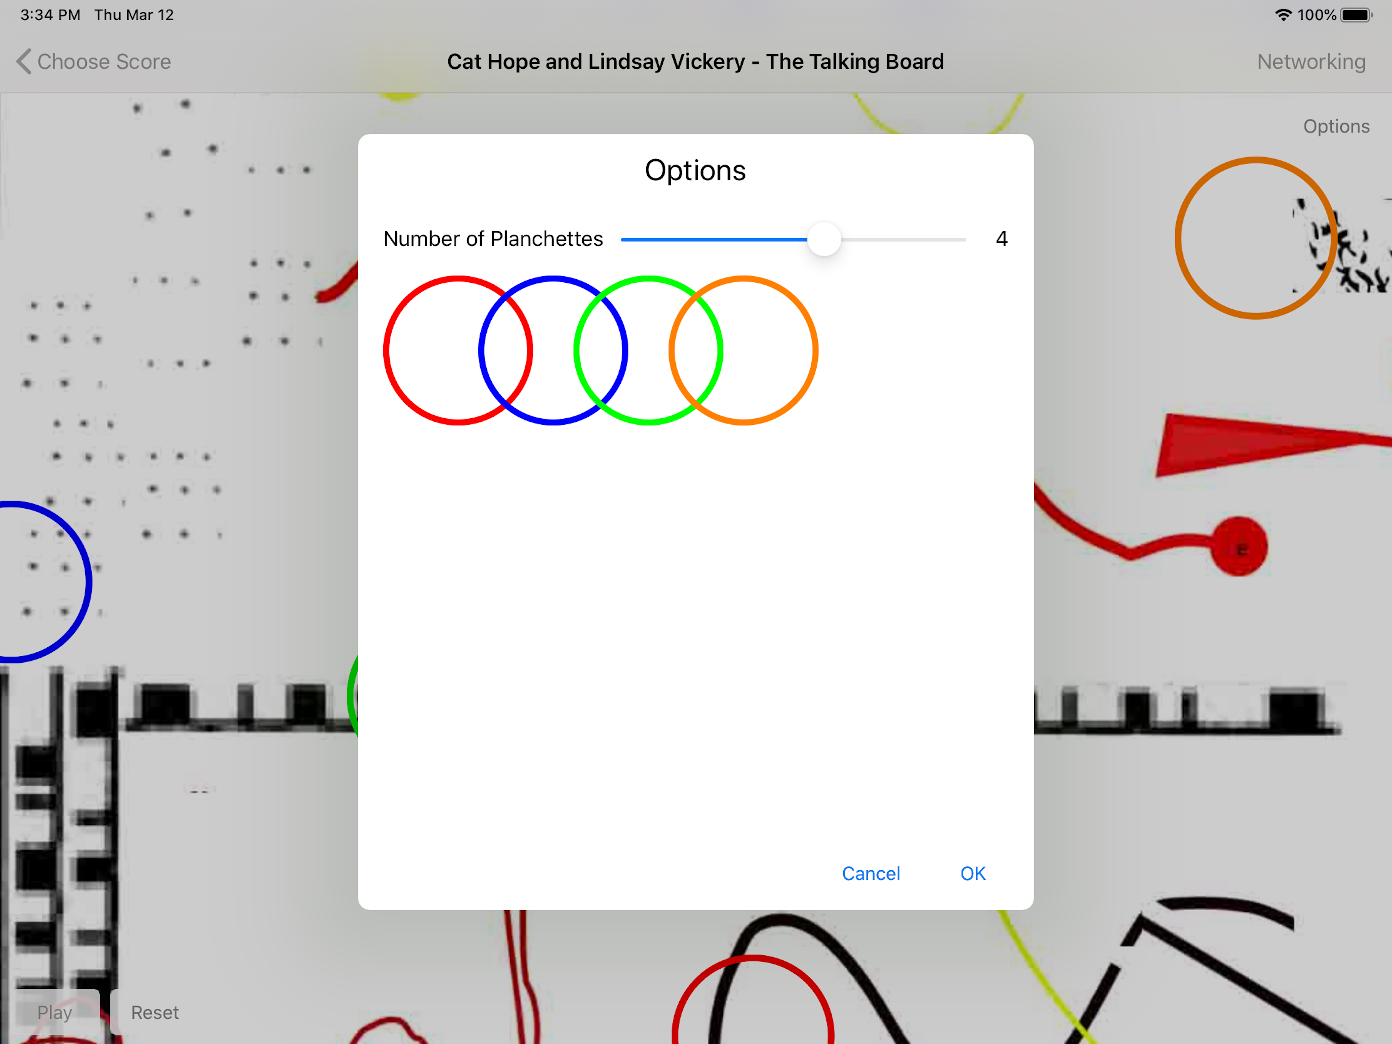 3:34 PM Thu Mar 12
100%
Choose Score
Cat Hope and Lindsay Vickery - The Talking Board
Networking
Options
Options
Number of Planchettes
4
Cancel
OK
Play
Reset